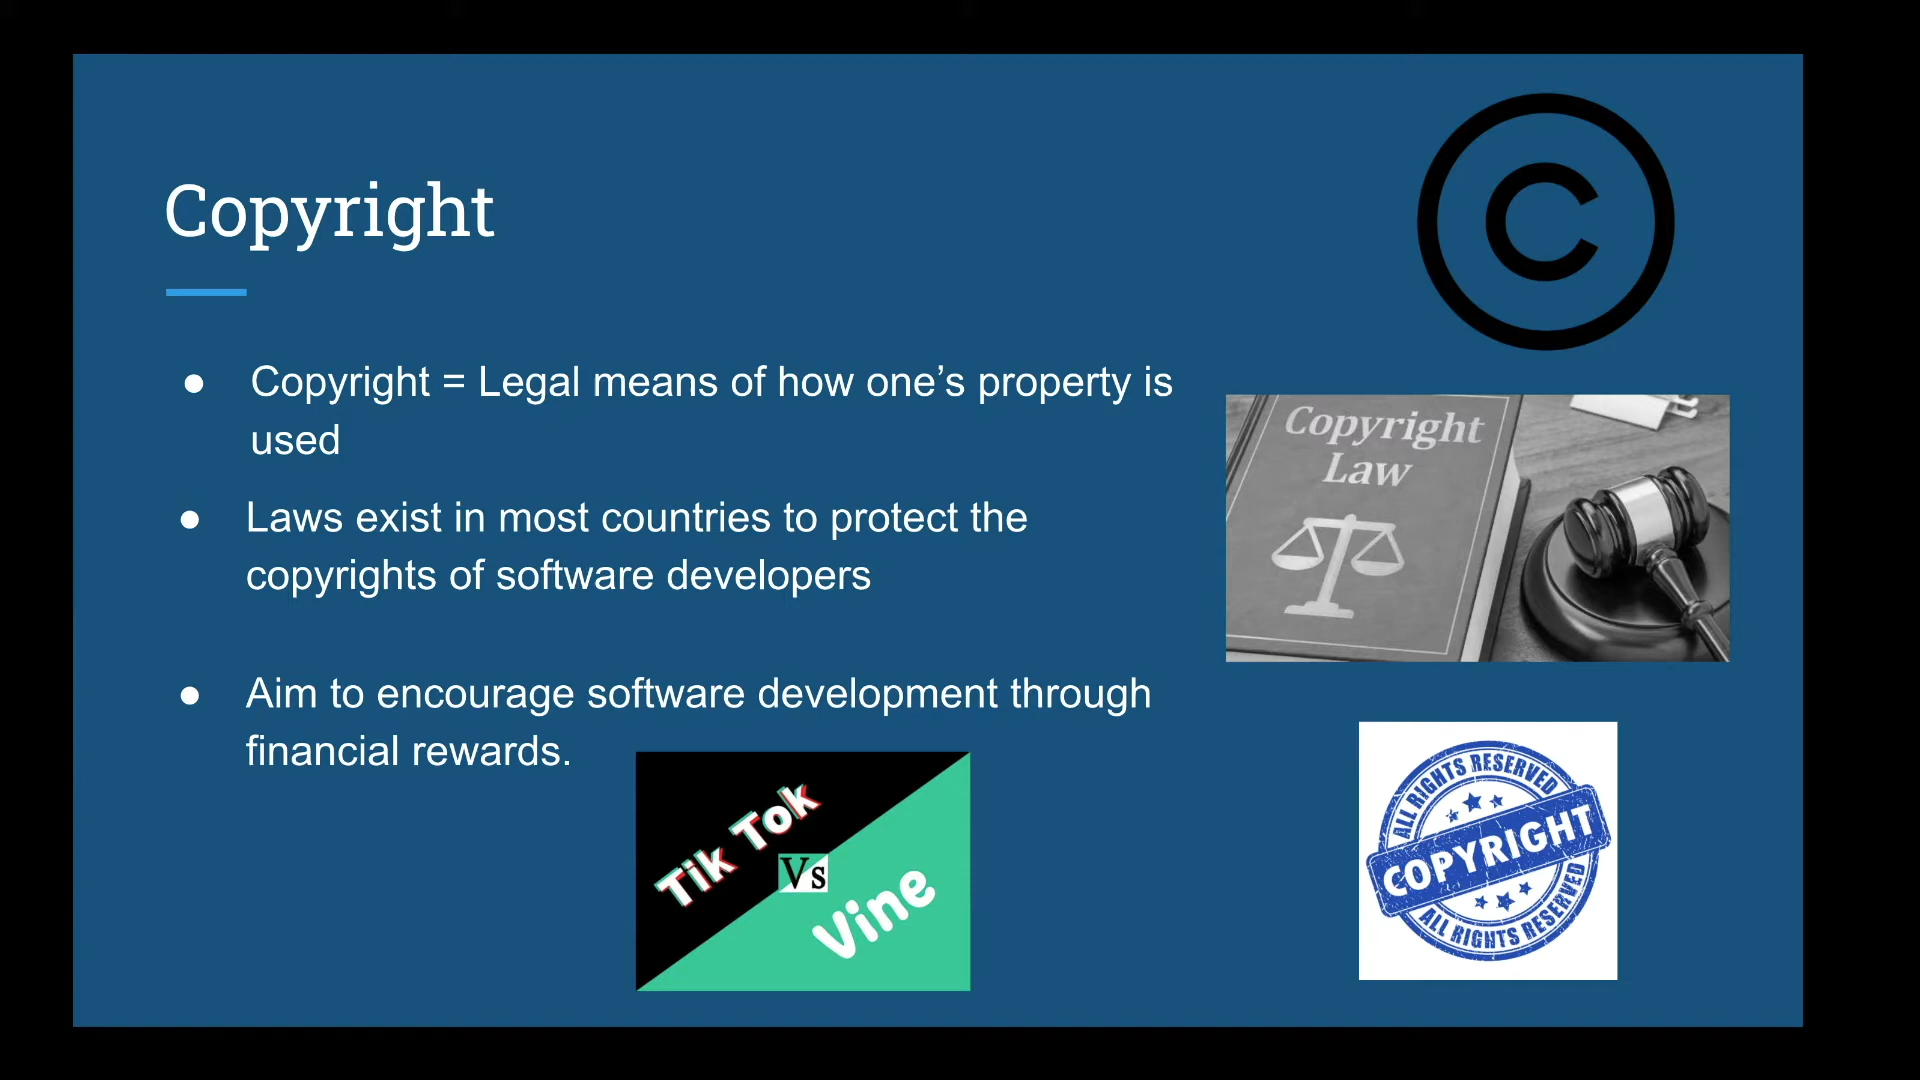 Copyright
● Copyright = Legal means of how one’s property is
used
● Laws exist in most countries to protect the
copyrights of software developers
● Aim to encourage software development through
financial rewards.
©
Copyright
Law
Tik Tok
Vs
Vine
ALL RIGHTS RESERVED
COPYRIGHT
ALL RIGHTS RESERVED